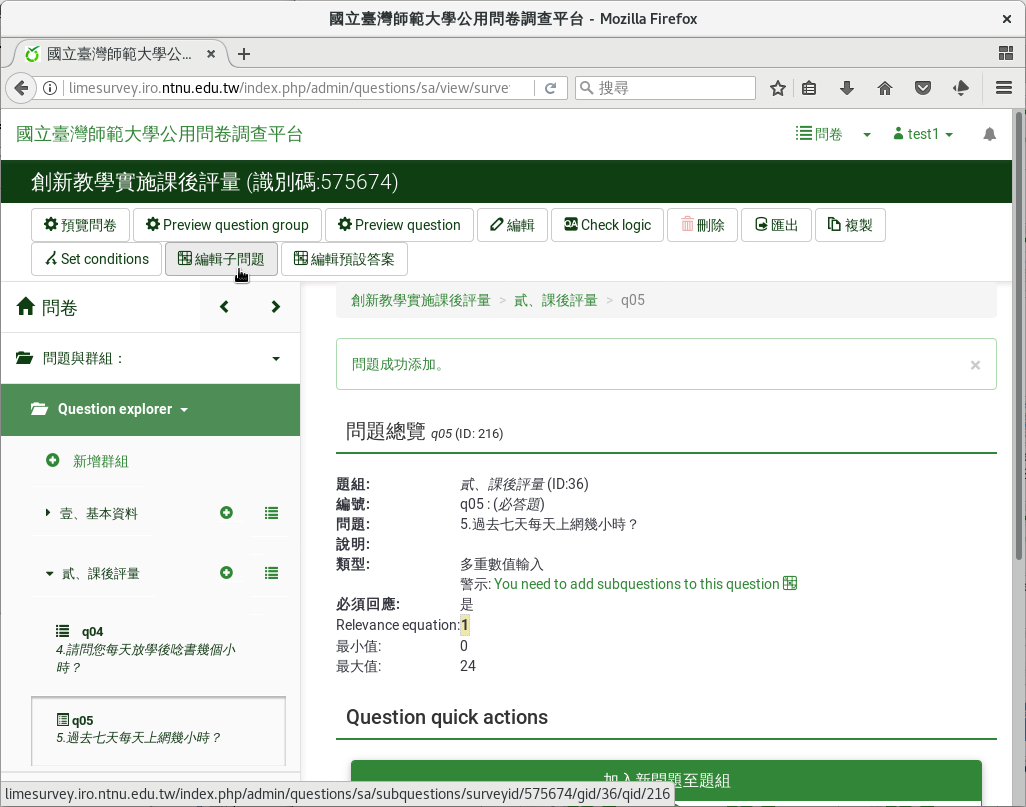 國立臺灣師範大學公用問卷調查平台 - Mozilla Firefox
國立臺灣師範大學公...
limesurvey.iro.ntnu.edu.tw/index.php/admin/questions/sa/view/surve
搜尋
國立臺灣師範大學公用問卷調查平台
問卷
test1
創新教學實施課後評量 (識別碼:575674)
預覽問卷 Preview question group Preview question 編輯 Check logic 刪除 匯出 複製
Set conditions 編輯子問題 編輯預設答案
問卷
問題與群組：
Question explorer
新增群組
壹、基本資料
貳、課後評量
q04
4.請問您每天放學後唸書幾個小
時？
q05
5.過去七天每天上網幾小時？
創新教學實施課後評量 > 貳、課後評量 > q05
問題成功添加。
×
問題總覽 q05 (ID: 216)
題組: 貳、課後評量 (ID:36)
編號: q05 : (必答題)
問題: 5.過去七天每天上網幾小時？
說明:
類型: 多重數值輸入
警示: You need to add subquestions to this question
必須回應: 是
Relevance equation: 1
最小值: 0
最大值: 24
Question quick actions
加入新問題至題組
limesurvey.iro.ntnu.edu.tw/index.php/admin/questions/sa/subquestions/surveyid/575674/gid/36/qid/216